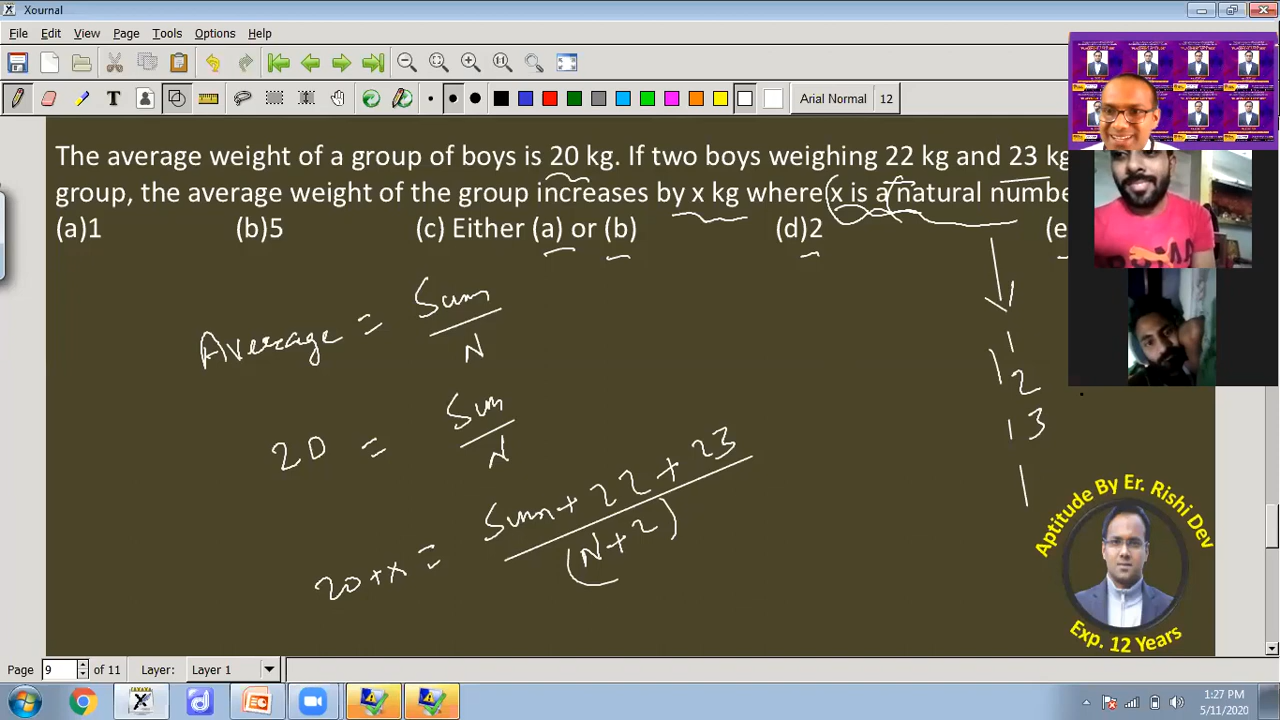 Xournal
File Edit View Page Tools Options Help
Arial Normal 12
The average weight of a group of boys is 20 kg. If two boys weighing 22 kg and 23 kg
group, the average weight of the group increases by x kg where x is a natural numbe
(a)1 (b)5 (c) Either (a) or (b) (d)2 (e
Average = Sum
N
20 = Sum
N
20+x = Sum + 22 + 23
(N+2)
1
1 2
1 3
1
Aptitude By Er. Rishi Dev
Exp. 12 Years
Page 9 of 11 Layer: Layer 1
1:27 PM
5/11/2020